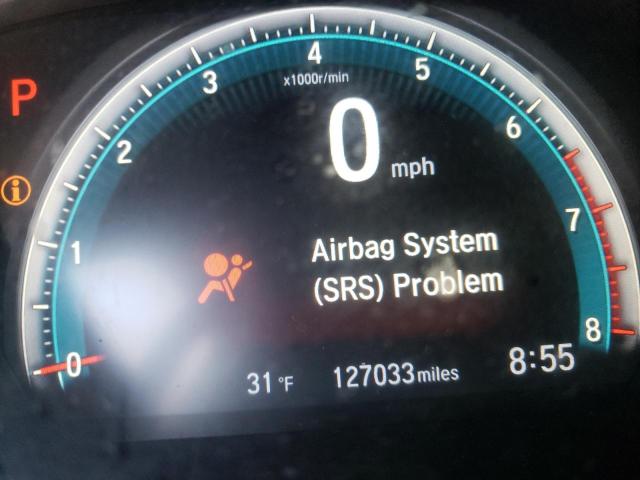 4
3
5
x1000r/min
P
2
0
6
mph
i
1
7
Airbag System
(SRS) Problem
0
8
31 °F
127033 miles
8:55